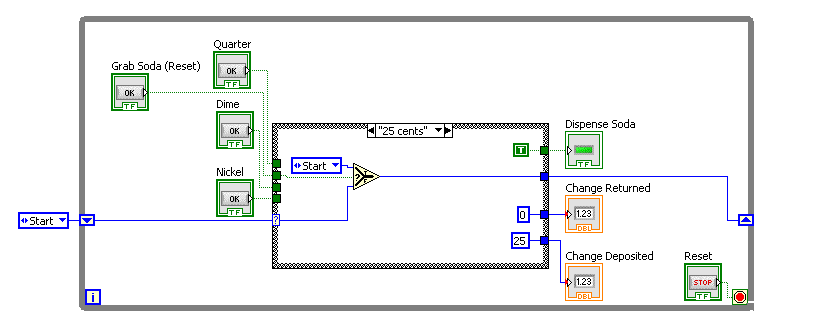 Quarter
Grab Soda (Reset)
OK
TF
OK
TF
Dime
OK
TF
"25 cents"
Dispense Soda
T
TF
Start
?
F
Nickel
OK
TF
Change Returned
Start
?
0
1.23
DBL
25
Change Deposited
Reset
1.23
DBL
STOP
TF
i